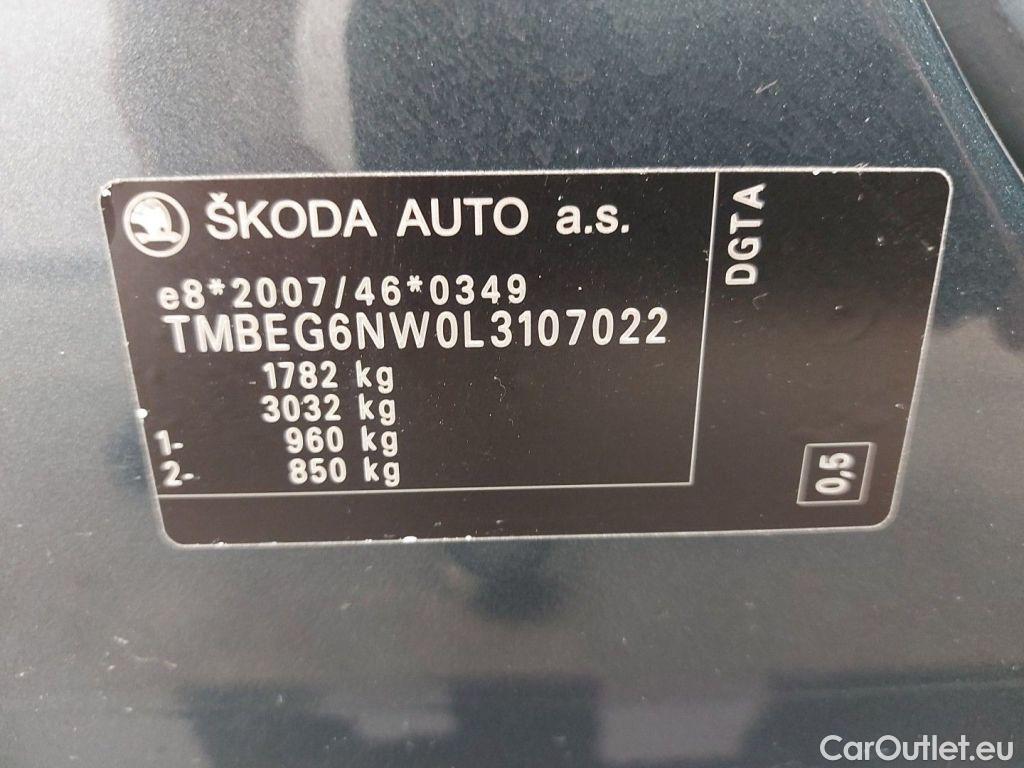 ŠKODA AUTO a.s.
e8*2007/46*0349
TMBEG6NW0L3107022
1782 kg
3032 kg
1- 960 kg
2- 850 kg
DGTA
0,5
CarOutlet.eu